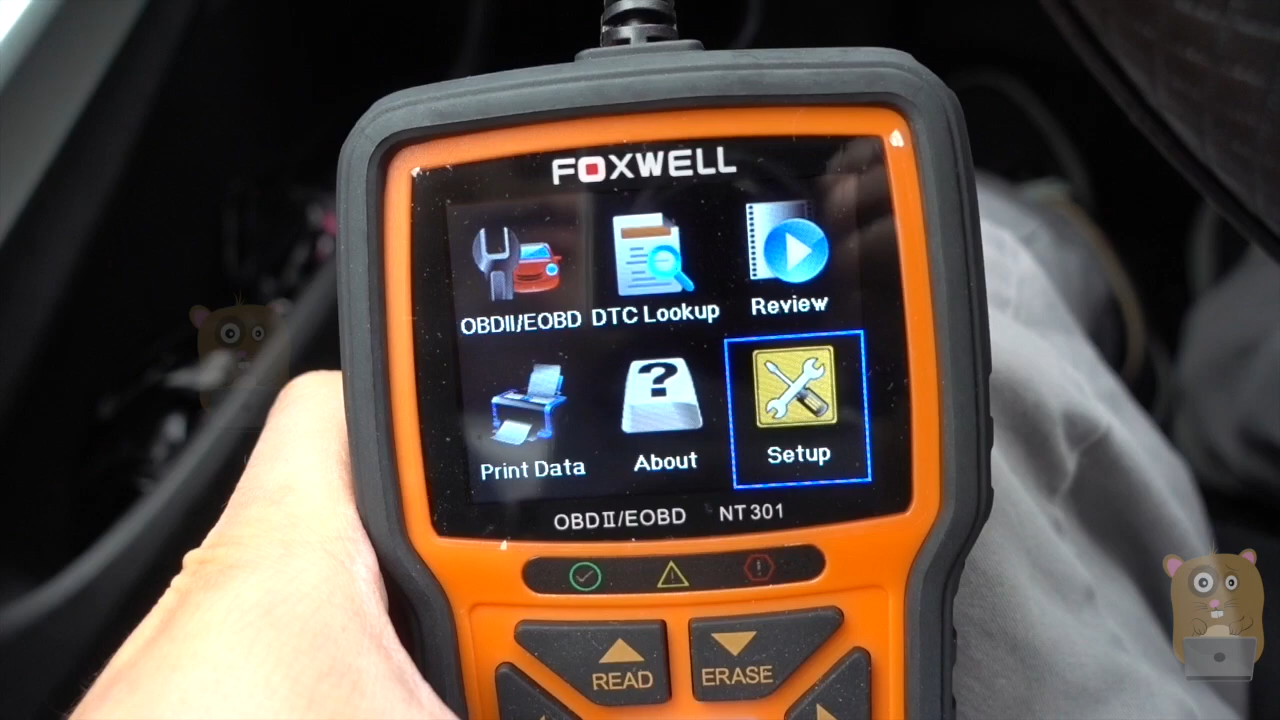 FOXWELL
OBDII/EOBD DTC Lookup Review
Print Data About Setup
OBDII/EOBD NT301
READ ERASE